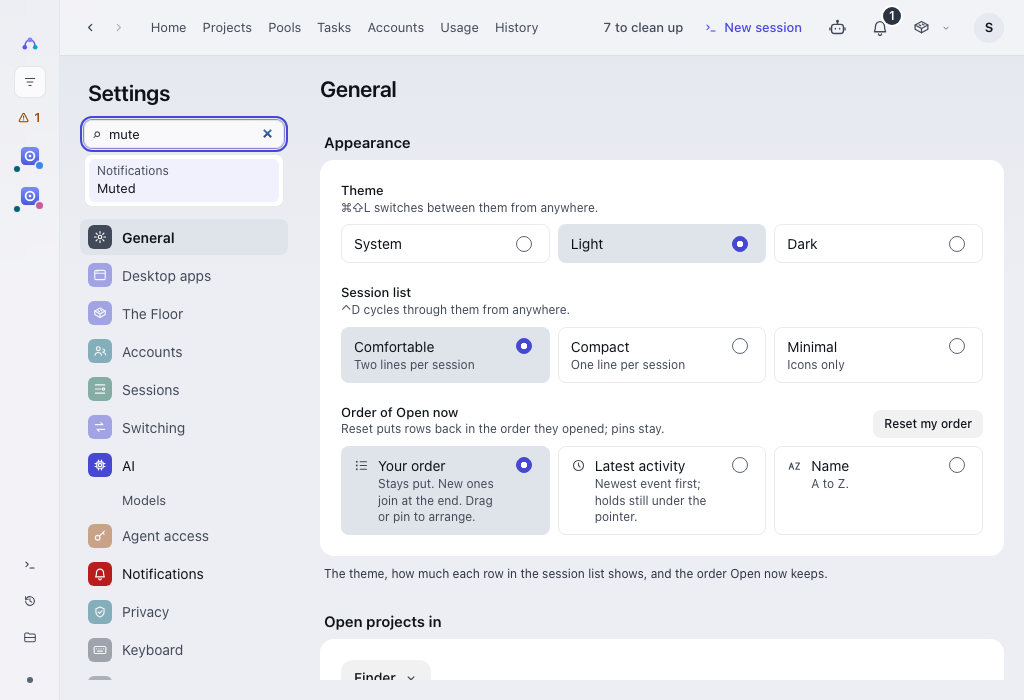 Home Projects Pools Tasks Accounts Usage History 7 to clean up New session 1 S
1
Settings
mute
Notifications
Muted
General
Desktop apps
The Floor
Accounts
Sessions
Switching
AI
Models
Agent access
Notifications
Privacy
Keyboard
General
Appearance
Theme
⌘⇧L switches between them from anywhere.
System Light Dark
Session list
^D cycles through them from anywhere.
Comfortable
Two lines per session
Compact
One line per session
Minimal
Icons only
Order of Open now
Reset puts rows back in the order they opened; pins stay.
Reset my order
Your order
Stays put. New ones
join at the end. Drag
or pin to arrange.
Latest activity
Newest event first;
holds still under the
pointer.
AZ Name
A to Z.
The theme, how much each row in the session list shows, and the order Open now keeps.
Open projects in
Finder